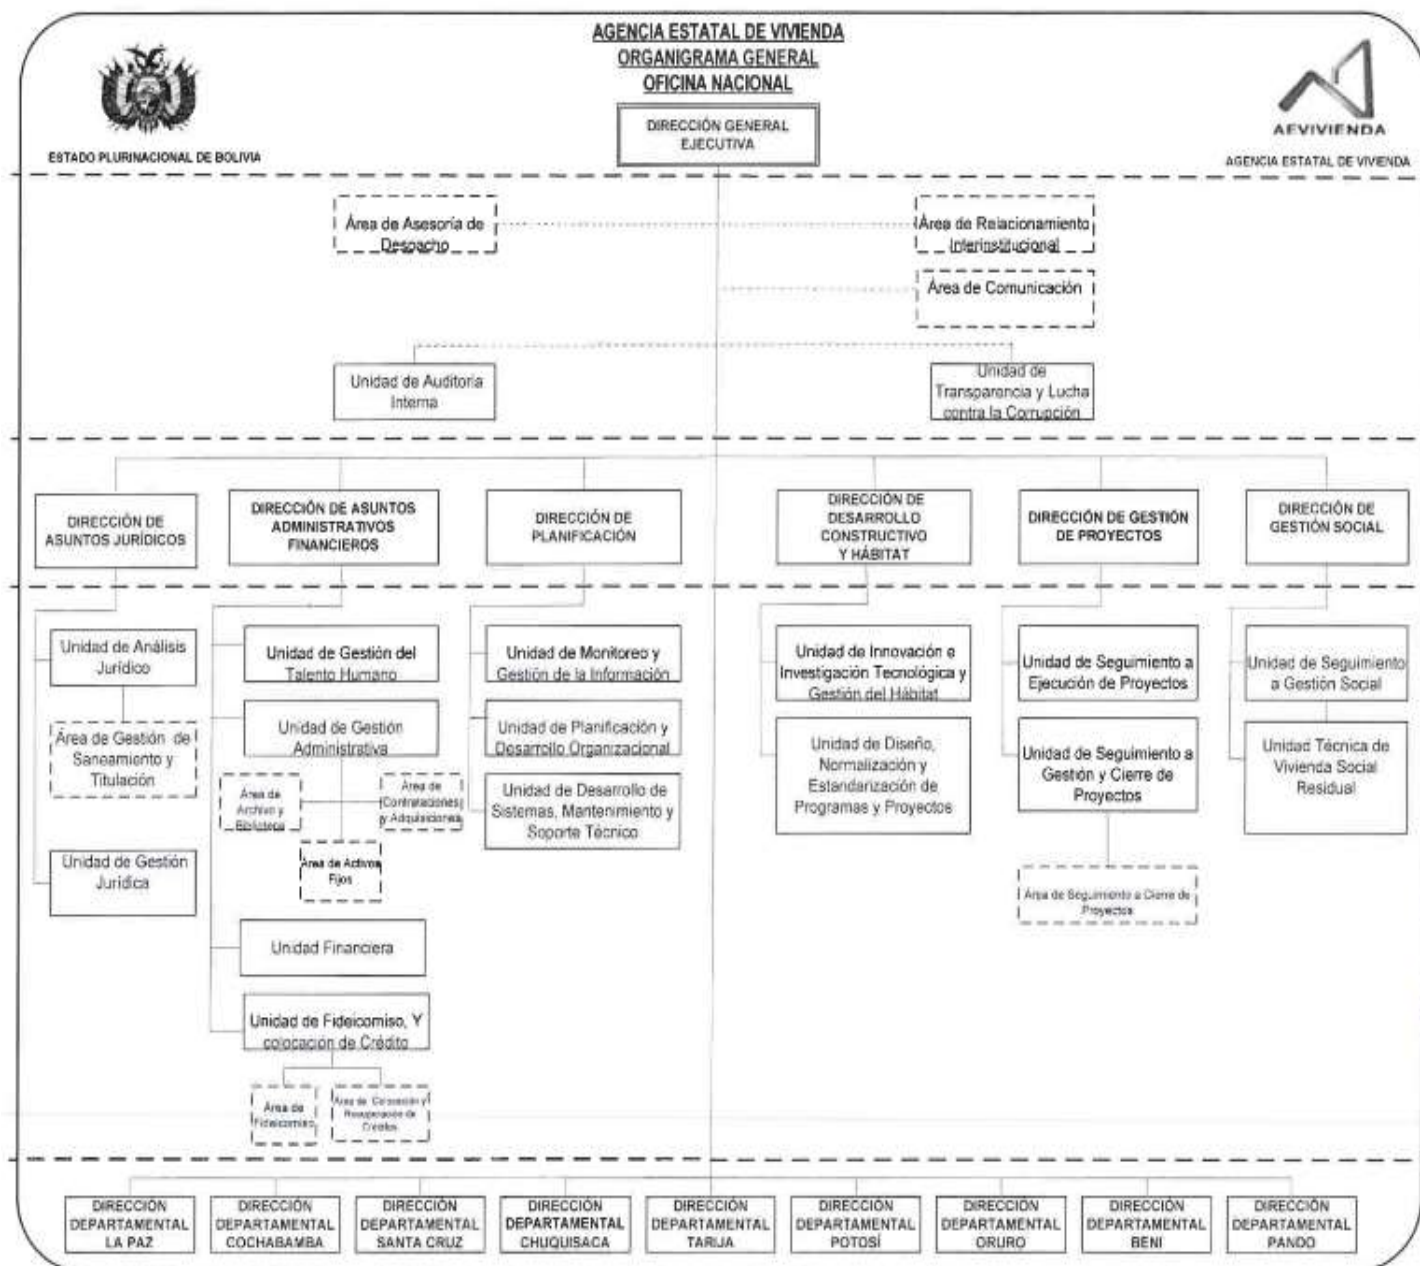 AGENCIA ESTATAL DE VIVIENDA
ORGANIGRAMA GENERAL
OFICINA NACIONAL
ESTADO PLURINACIONAL DE BOLIVIA
AEVIVIENDA
AGENCIA ESTATAL DE VIVIENDA
DIRECCIÓN GENERAL
EJECUTIVA
Área de Asesoría de
Despacho
Área de Relacionamiento
Interinstitucional
Área de Comunicación
Unidad de Auditoria
Interna
Unidad de
Transparencia y Lucha
contra la Corrupción
DIRECCIÓN DE
ASUNTOS JURÍDICOS
DIRECCIÓN DE ASUNTOS
ADMINISTRATIVOS
FINANCIEROS
DIRECCIÓN DE
PLANIFICACIÓN
DIRECCIÓN DE
DESARROLLO
CONSTRUCTIVO
Y HÁBITAT
DIRECCIÓN DE GESTIÓN
DE PROYECTOS
DIRECCIÓN DE
GESTIÓN SOCIAL
Unidad de Análisis
Jurídico
Área de Gestión de
Saneamiento y
Titulación
Unidad de Gestión
Jurídica
Unidad de Gestión del
Talento Humano
Unidad de Gestión
Administrativa
Área de
Archivo y
Biblioteca
Área de
Contrataciones
y Adquisiciones
Área de Activos
Fijos
Unidad Financiera
Unidad de Fideicomiso, Y
colocación de Crédito
Área de
Fideicomiso
Área de Colocación y
Recuperación de
Créditos
Unidad de Monitoreo y
Gestión de la Información
Unidad de Planificación y
Desarrollo Organizacional
Unidad de Desarrollo de
Sistemas, Mantenimiento y
Soporte Técnico
Unidad de Innovación e
Investigación Tecnológica y
Gestión del Hábitat
Unidad de Diseño,
Normalización y
Estandarización de
Programas y Proyectos
Unidad de Seguimiento a
Ejecución de Proyectos
Unidad de Seguimiento a
Gestión y Cierre de
Proyectos
Área de Seguimiento a Cierre de
Proyectos
Unidad de Seguimiento
a Gestión Social
Unidad Técnica de
Vivienda Social
Residual
DIRECCIÓN
DEPARTAMENTAL
LA PAZ
DIRECCIÓN
DEPARTAMENTAL
COCHABAMBA
DIRECCIÓN
DEPARTAMENTAL
SANTA CRUZ
DIRECCIÓN
DEPARTAMENTAL
CHUQUISACA
DIRECCIÓN
DEPARTAMENTAL
TARIJA
DIRECCIÓN
DEPARTAMENTAL
POTOSÍ
DIRECCIÓN
DEPARTAMENTAL
ORURO
DIRECCIÓN
DEPARTAMENTAL
BENI
DIRECCIÓN
DEPARTAMENTAL
PANDO